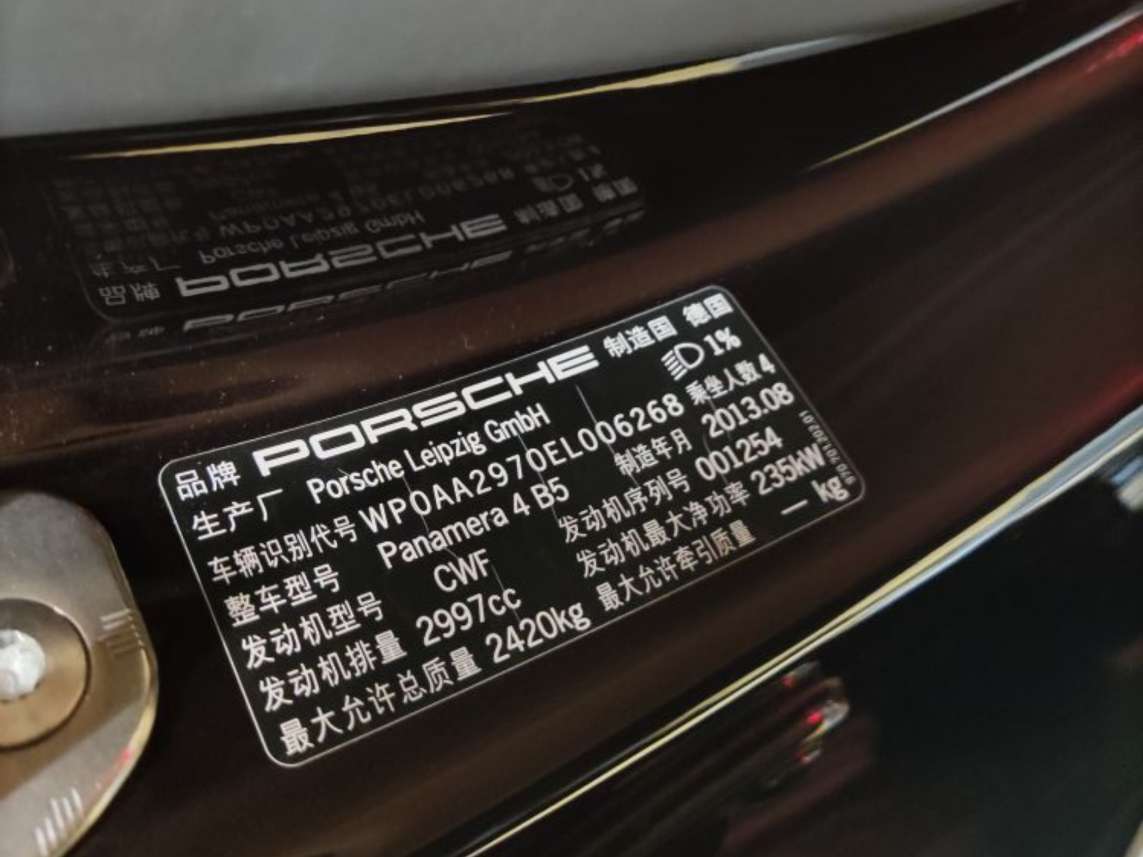 品牌 PORSCHE 制造国 德国
生产厂 Porsche Leipzig GmbH 1%
车辆识别代号 WP0AA2970EL006268 乘坐人数 4
整车型号 Panamera 4 B5 制造年月 2013.08
发动机型号 CWF 发动机序列号 001254
发动机排量 2997cc 发动机最大净功率 235kW
最大允许总质量 2420kg 最大允许牵引质量 — kg